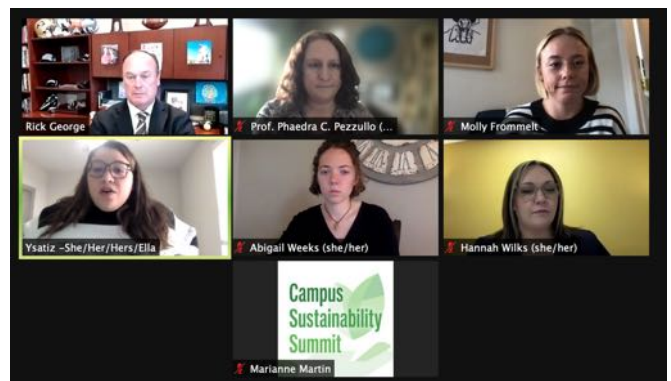 Rick George
Prof. Phaedra C. Pezzullo (...
Molly Frommelt
Ysatiz -She/Her/Hers/Ella
Abigail Weeks (she/her)
Hannah Wilks (she/her)
Campus
Sustainability
Summit
Marianne Martin